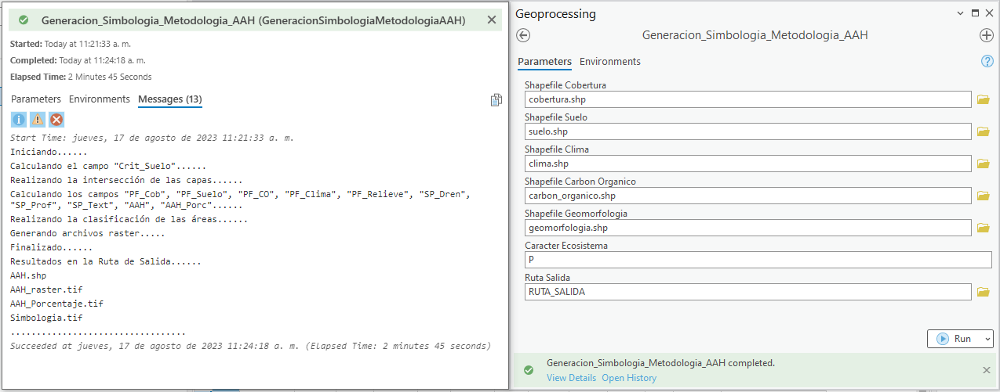 Generacion_Simbologia_Metodologia_AAH (GeneracionSimbologiaMetodologiaAAH)
Started: Today at 11:21:33 a. m.
Completed: Today at 11:24:18 a. m.
Elapsed Time: 2 Minutes 45 Seconds
Parameters Environments Messages (13)
Start Time: jueves, 17 de agosto de 2023 11:21:33 a. m.
Iniciando......
Calculando el campo "Crit_Suelo"......
Realizando la intersección de las capas......
Calculando los campos "PF_Cob", "PF_Suelo", "PF_CO", "PF_Clima", "PF_Relieve", "SP_Dren",
"SP_Prof", "SP_Text", "AAH", "AAH_Porc"......
Realizando la clasificación de las áreas......
Generando archivos raster.....
Finalizado......
Resultados en la Ruta de Salida......
AAH.shp
AAH_raster.tif
AAH_Porcentaje.tif
Simbologia.tif
..................................
Succeeded at jueves, 17 de agosto de 2023 11:24:18 a. m. (Elapsed Time: 2 minutes 45 seconds)
Geoprocessing
Generacion_Simbologia_Metodologia_AAH
Parameters Environments
Shapefile Cobertura
cobertura.shp
Shapefile Suelo
suelo.shp
Shapefile Clima
clima.shp
Shapefile Carbon Organico
carbon_organico.shp
Shapefile Geomorfologia
geomorfologia.shp
Caracter Ecosistema
P
Ruta Salida
RUTA_SALIDA
Run
Generacion_Simbologia_Metodologia_AAH completed.
View Details Open History